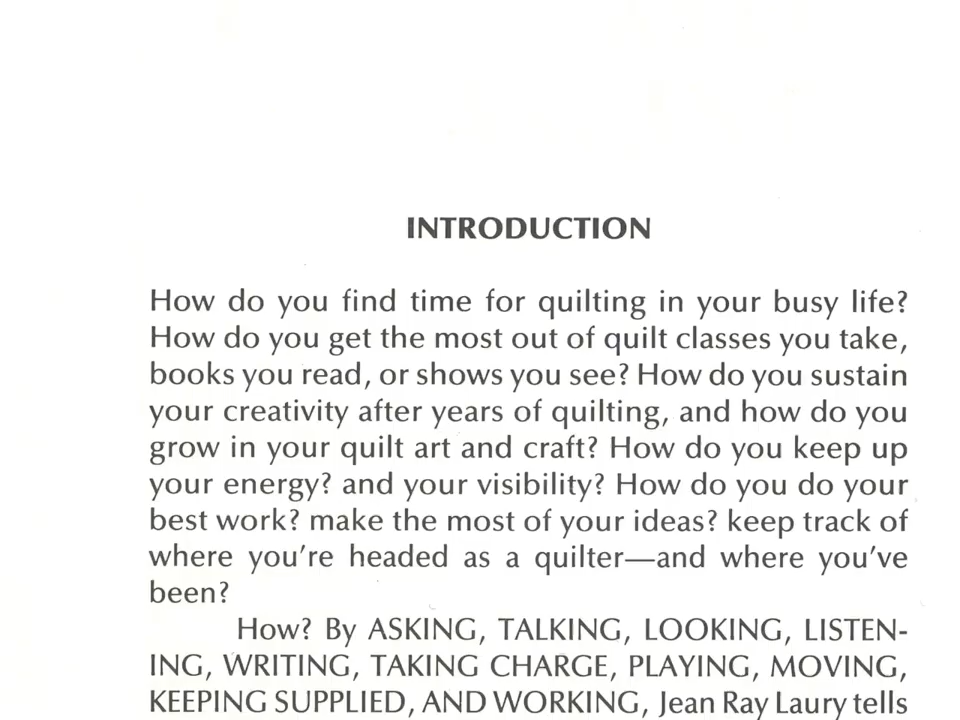 INTRODUCTION
How do you find time for quilting in your busy life?
How do you get the most out of quilt classes you take,
books you read, or shows you see? How do you sustain
your creativity after years of quilting, and how do you
grow in your quilt art and craft? How do you keep up
your energy? and your visibility? How do you do your
best work? make the most of your ideas? keep track of
where you're headed as a quilter—and where you've
been?
How? By ASKING, TALKING, LOOKING, LISTEN-
ING, WRITING, TAKING CHARGE, PLAYING, MOVING,
KEEPING SUPPLIED, AND WORKING, Jean Ray Laury tells